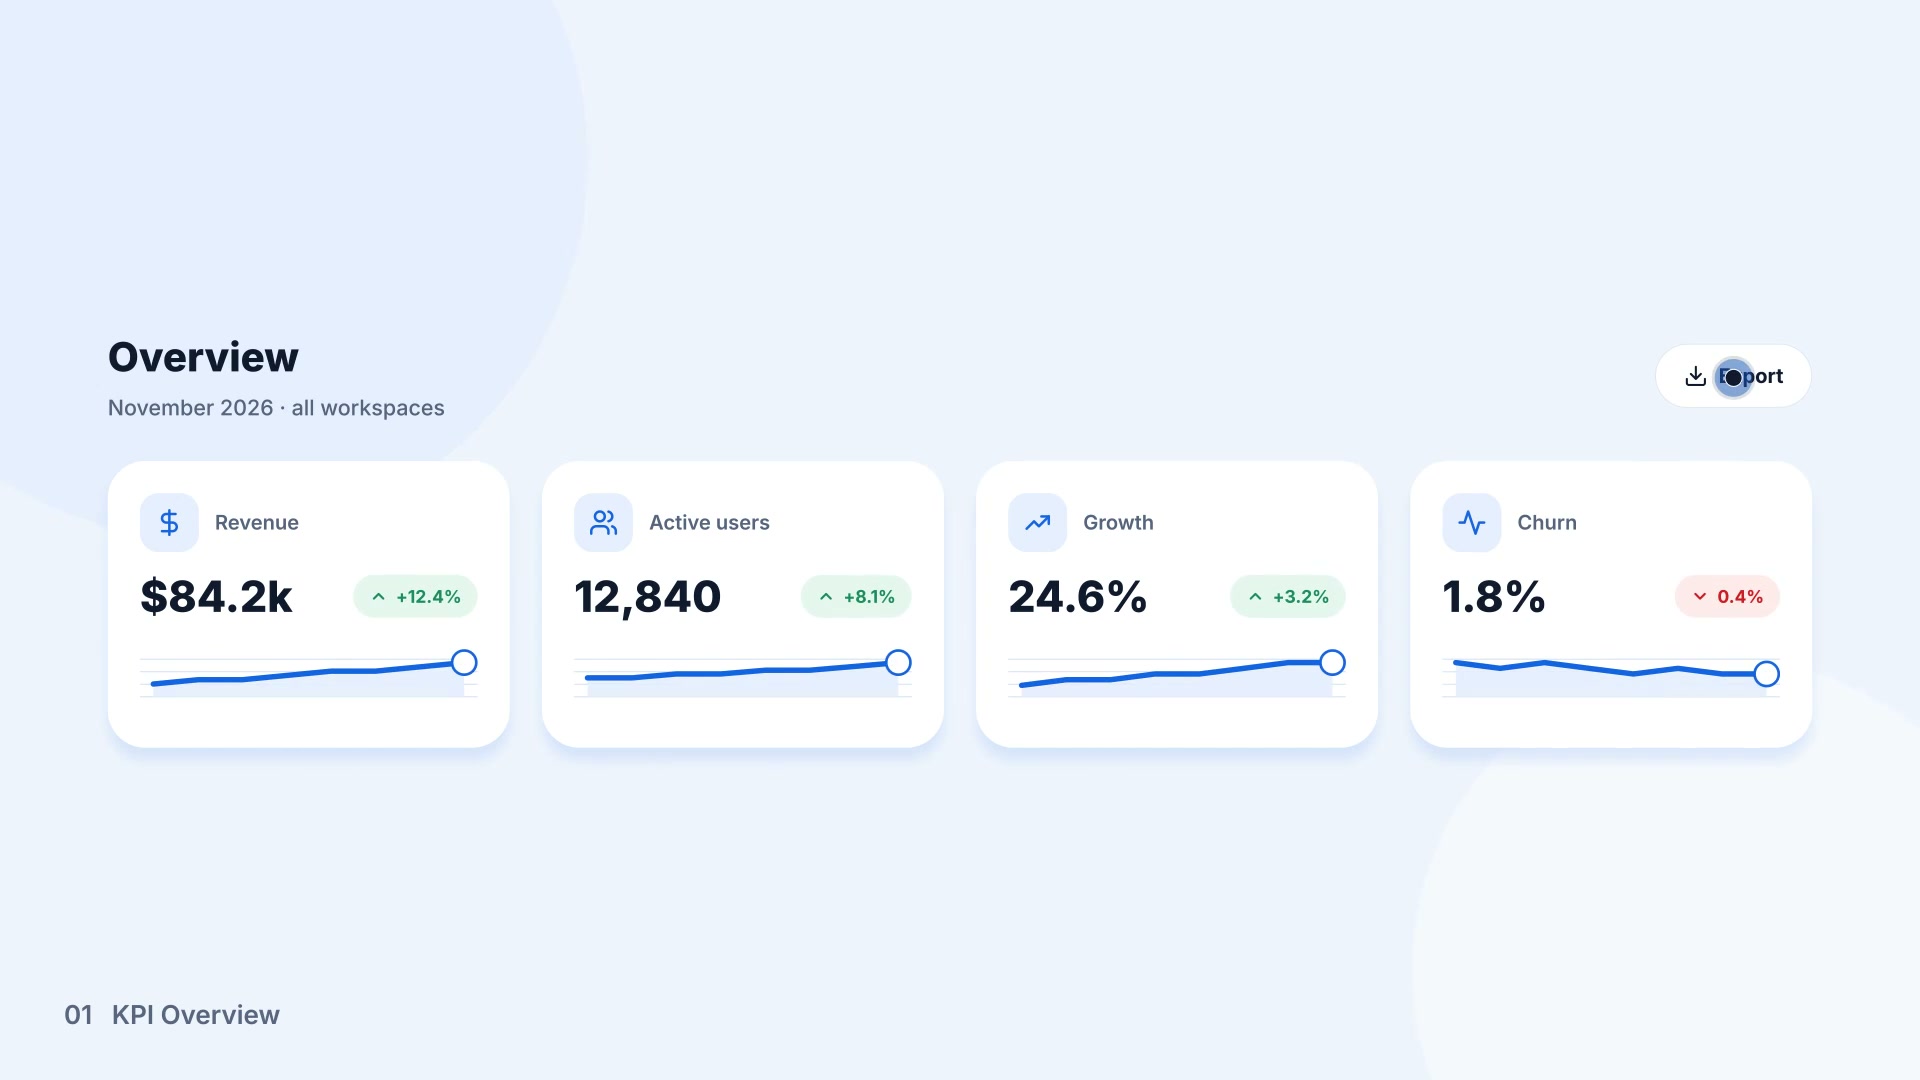 Overview
November 2026 · all workspaces
Revenue
$84.2k
+12.4%
Active users
12,840
+8.1%
Growth
24.6%
+3.2%
Churn
1.8%
0.4%
01 KPI Overview